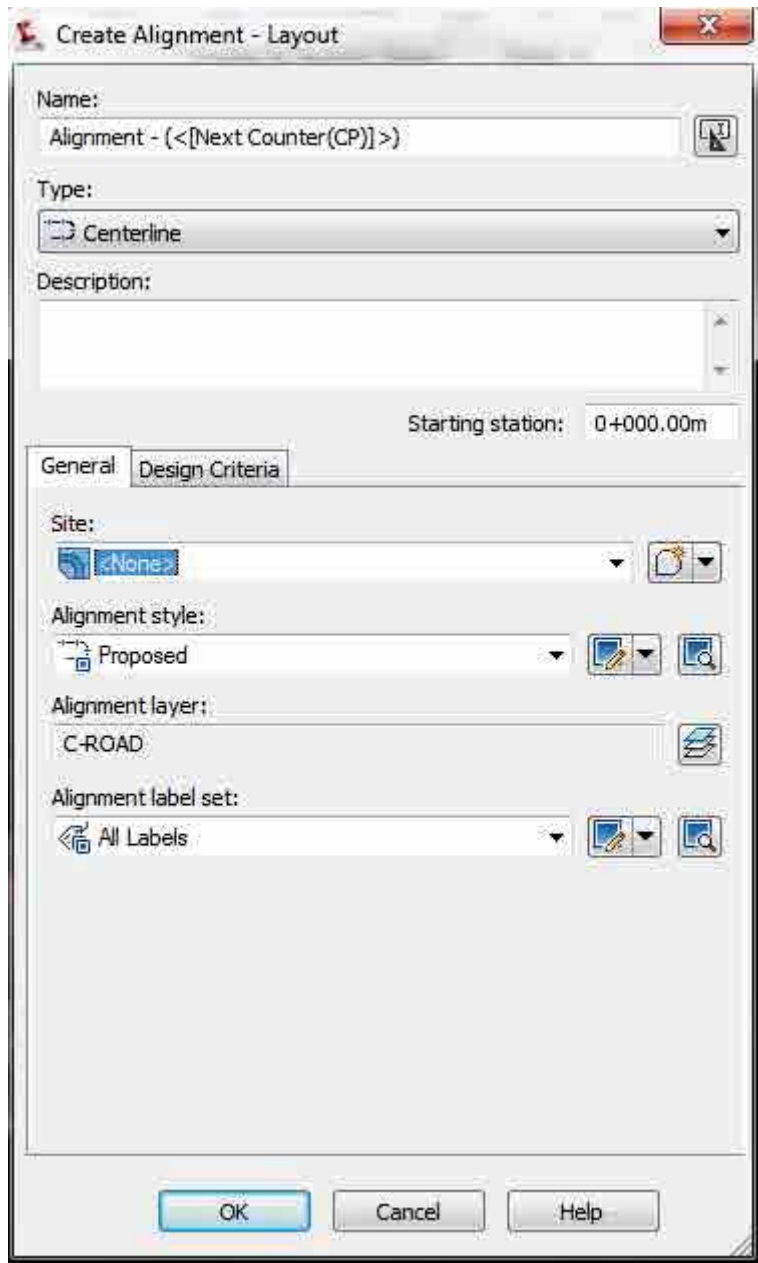 Create Alignment - Layout
Name:
Alignment - (<[Next Counter(CP)]>)
Type:
Centerline
Description:
Starting station: 0+000.00m
General Design Criteria
Site:
<None>
Alignment style:
Proposed
Alignment layer:
C-ROAD
Alignment label set:
All Labels
OK Cancel Help